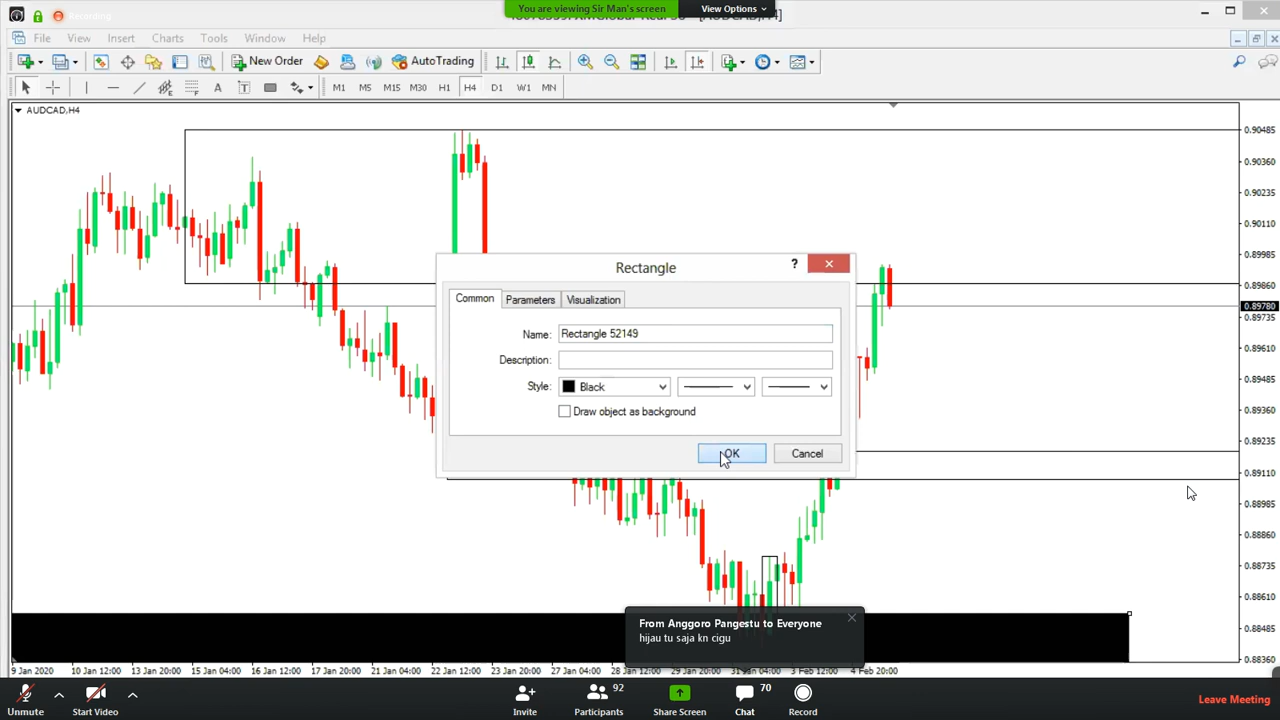 You are viewing Sir Man's screen
View Options
Recording
File
View
Insert
Charts
Tools
Window
Help
New Order
AutoTrading
A
T
M1
M5
M15
M30
H1
H4
D1
W1
MN
AUDCAD,H4
0.90485
0.90360
0.90235
0.90110
0.89985
0.89860
0.89780
0.89735
0.89610
0.89485
0.89360
0.89235
0.89110
0.88985
0.88860
0.88735
0.88610
0.88485
0.88360
Rectangle
?
Common
Parameters
Visualization
Name:
Rectangle 52149
Description:
Style:
Black
Draw object as background
OK
Cancel
From Anggoro Pangestu to Everyone
hijau tu saja kn cigu
9 Jan 2020
10 Jan 12:00
13 Jan 20:00
15 Jan 04:00
16 Jan 12:00
17 Jan 20:00
21 Jan 04:00
22 Jan 12:00
23 Jan 20:00
27 Jan 04:00
28 Jan 12:00
29 Jan 20:00
31 Jan 04:00
3 Feb 12:00
4 Feb 20:00
Unmute
Start Video
Invite
Participants
92
Share Screen
Chat
70
Record
Leave Meeting